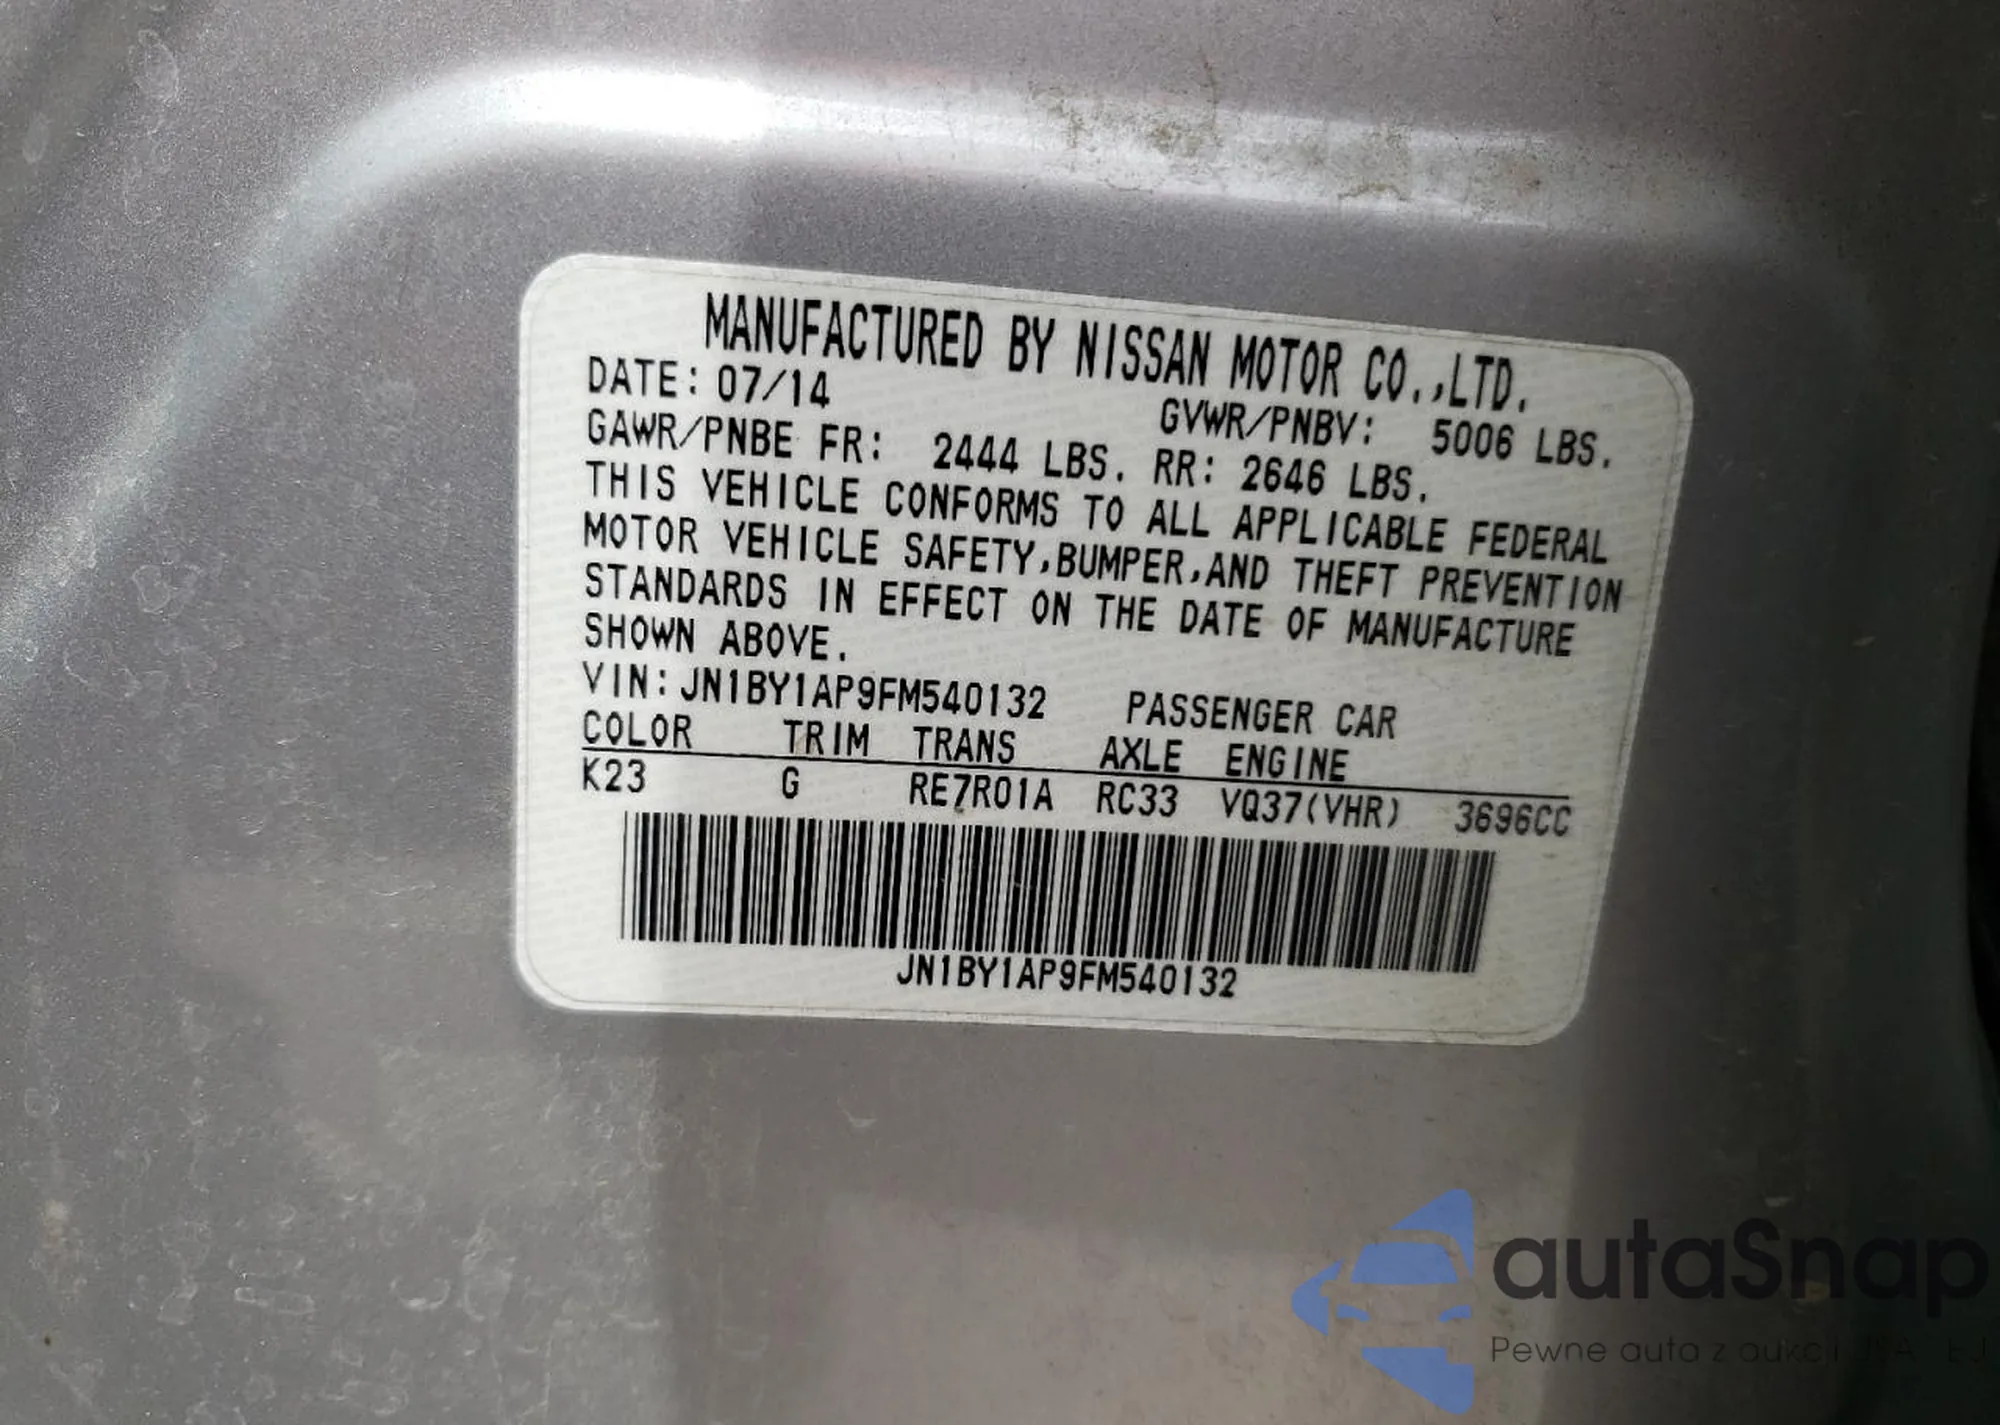 MANUFACTURED BY NISSAN MOTOR CO.,LTD.
DATE: 07/14 GVWR/PNBV: 5006 LBS.
GAWR/PNBE FR: 2444 LBS. RR: 2646 LBS.
THIS VEHICLE CONFORMS TO ALL APPLICABLE FEDERAL
MOTOR VEHICLE SAFETY,BUMPER,AND THEFT PREVENTION
STANDARDS IN EFFECT ON THE DATE OF MANUFACTURE
SHOWN ABOVE.
VIN: JN1BY1AP9FM540132 PASSENGER CAR
COLOR TRIM TRANS AXLE ENGINE
K23 G RE7R01A RC33 VQ37(VHR) 3696CC
JN1BY1AP9FM540132
autaSnap
Pewne auta z aukcji